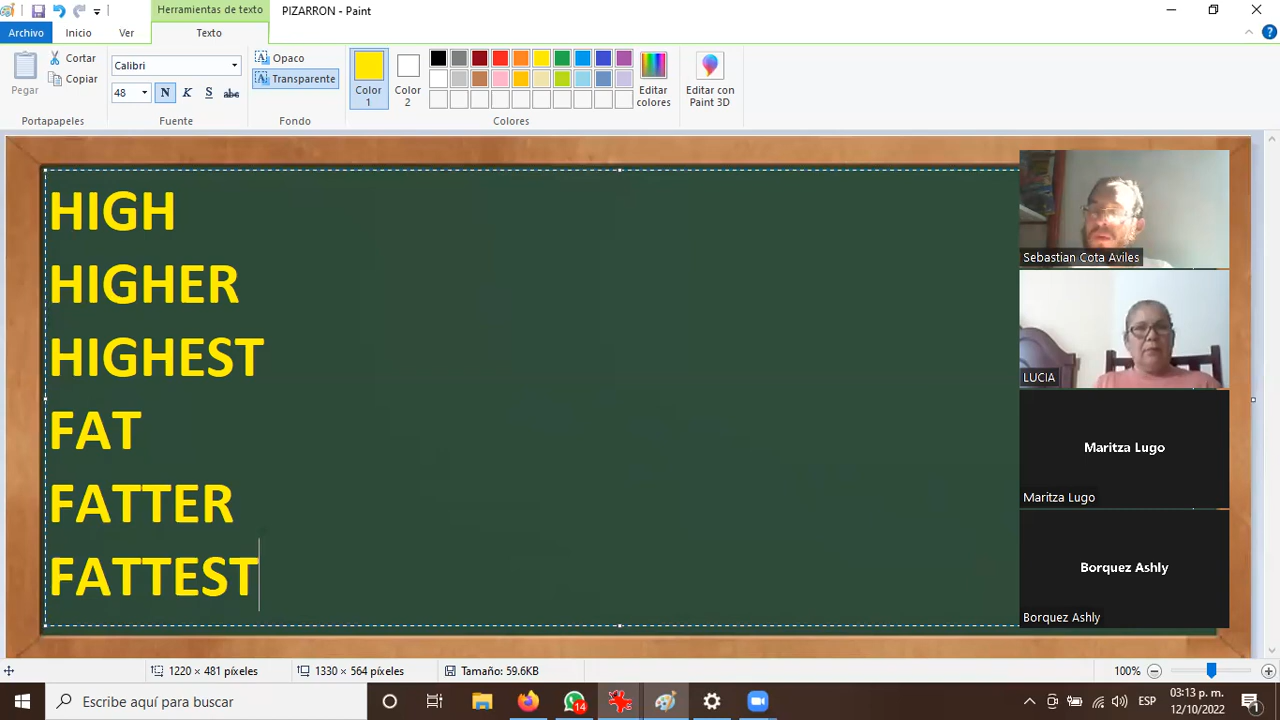 Herramientas de texto
PIZARRON - Paint
Archivo
Inicio
Ver
Texto
Pegar
Cortar
Copiar
Portapapeles
Calibri
48
N
K
S
abc
Fuente
Opaco
Transparente
Fondo
Color
1
Color
2
Editar
colores
Colores
Editar con
Paint 3D
HIGH
HIGHER
HIGHEST
FAT
FATTER
FATTEST
Sebastian Cota Aviles
LUCIA
Maritza Lugo
Maritza Lugo
Borquez Ashly
Borquez Ashly
1220 × 481 píxeles
1330 × 564 píxeles
Tamaño: 59.6KB
100%
Escribe aquí para buscar
14
ESP
03:13 p. m.
12/10/2022
1